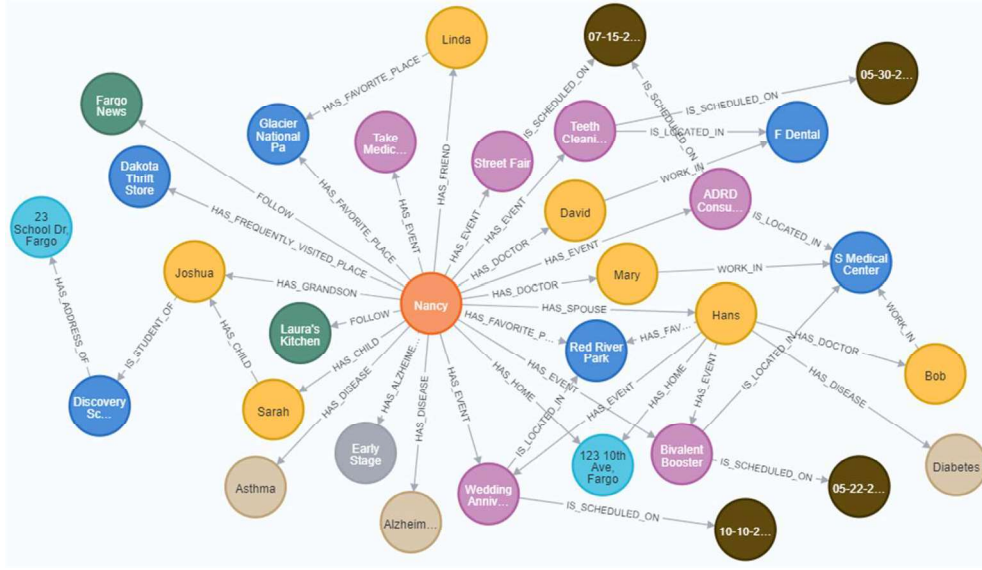 Linda
07-15-2...
05-30-2...
Fargo
News
Glacier
National
Pa
Take
Medic...
Street Fair
Teeth
Cleani...
F Dental
Dakota
Thrift
Store
David
ADRD
Consu...
23
School Dr,
Fargo
Joshua
Nancy
Mary
S Medical
Center
Laura's
Kitchen
Red River
Park
Hans
Bob
Discovery
Sc...
Sarah
Early
Stage
Asthma
Alzheim...
Wedding
Anniv...
123 10th
Ave,
Fargo
Bivalent
Booster
Diabetes
05-22-2...
10-10-2...
HAS_FAVORITE_PLACE
IS_SCHEDULED_ON
IS_SCHEDULED_ON
IS_SCHEDULED_ON
IS_LOCATED_IN
WORK_IN
FOLLOW
HAS_FREQUENTLY_VISITED_PLACE
HAS_FAVORITE_PLACE
HAS_EVENT
HAS_FRIEND
HAS_EVENT
HAS_EVENT
HAS_DOCTOR
HAS_EVENT
IS_LOCATED_IN
HAS_DOCTOR
WORK_IN
HAS_SPOUSE
HAS_GRANDSON
FOLLOW
HAS_FAVORITE_P...
HAS_FAV...
HAS_DOCTOR
WORK_IN
HAS_ADDRESS_OF
IS_STUDENT_OF
HAS_CHILD
HAS_CHILD
HAS_DISEASE
HAS_ALZHEIME...
HAS_DISEASE
HAS_EVENT
HAS_HOME
HAS_EVENT
IS_LOCATED_IN
HAS_EVENT
HAS_HOME
HAS_EVENT
IS_LOCATED_IN
HAS_DISEASE
IS_SCHEDULED_ON
IS_SCHEDULED_ON